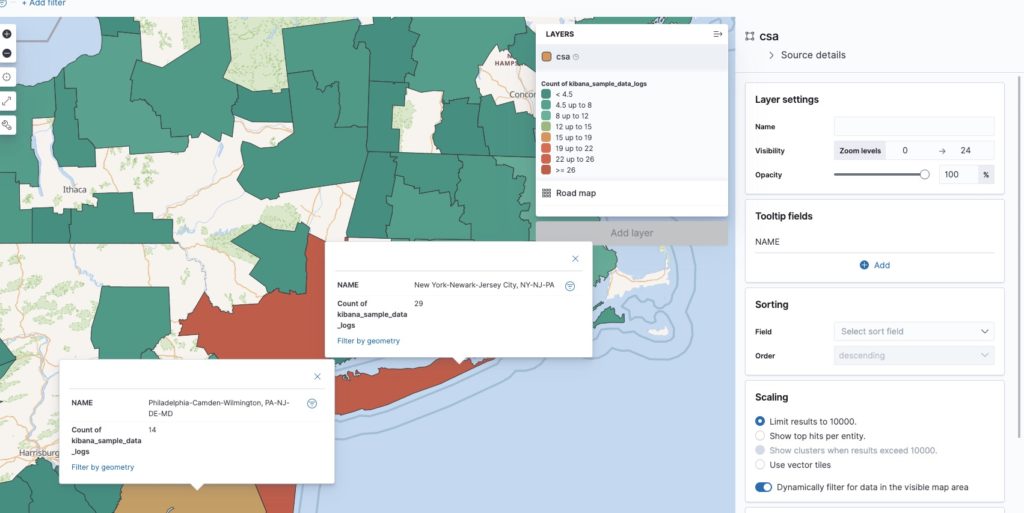 + Add filter
LAYERS
csa
Count of kibana_sample_data_logs
< 4.5
4.5 up to 8
8 up to 12
12 up to 15
15 up to 19
19 up to 22
22 up to 26
>= 26
Road map
Add layer
HAMPS
Concor
Ithaca
Harrisburg
NAME New York-Newark-Jersey City, NY-NJ-PA
Count of 29
kibana_sample_data
_logs
Filter by geometry
NAME Philadelphia-Camden-Wilmington, PA-NJ-
DE-MD
Count of 14
kibana_sample_data
_logs
Filter by geometry
csa
Source details
Layer settings
Name
Visibility Zoom levels 0 → 24
Opacity 100 %
Tooltip fields
NAME
Add
Sorting
Field Select sort field
Order descending
Scaling
Limit results to 10000.
Show top hits per entity.
Show clusters when results exceed 10000.
Use vector tiles
Dynamically filter for data in the visible map area